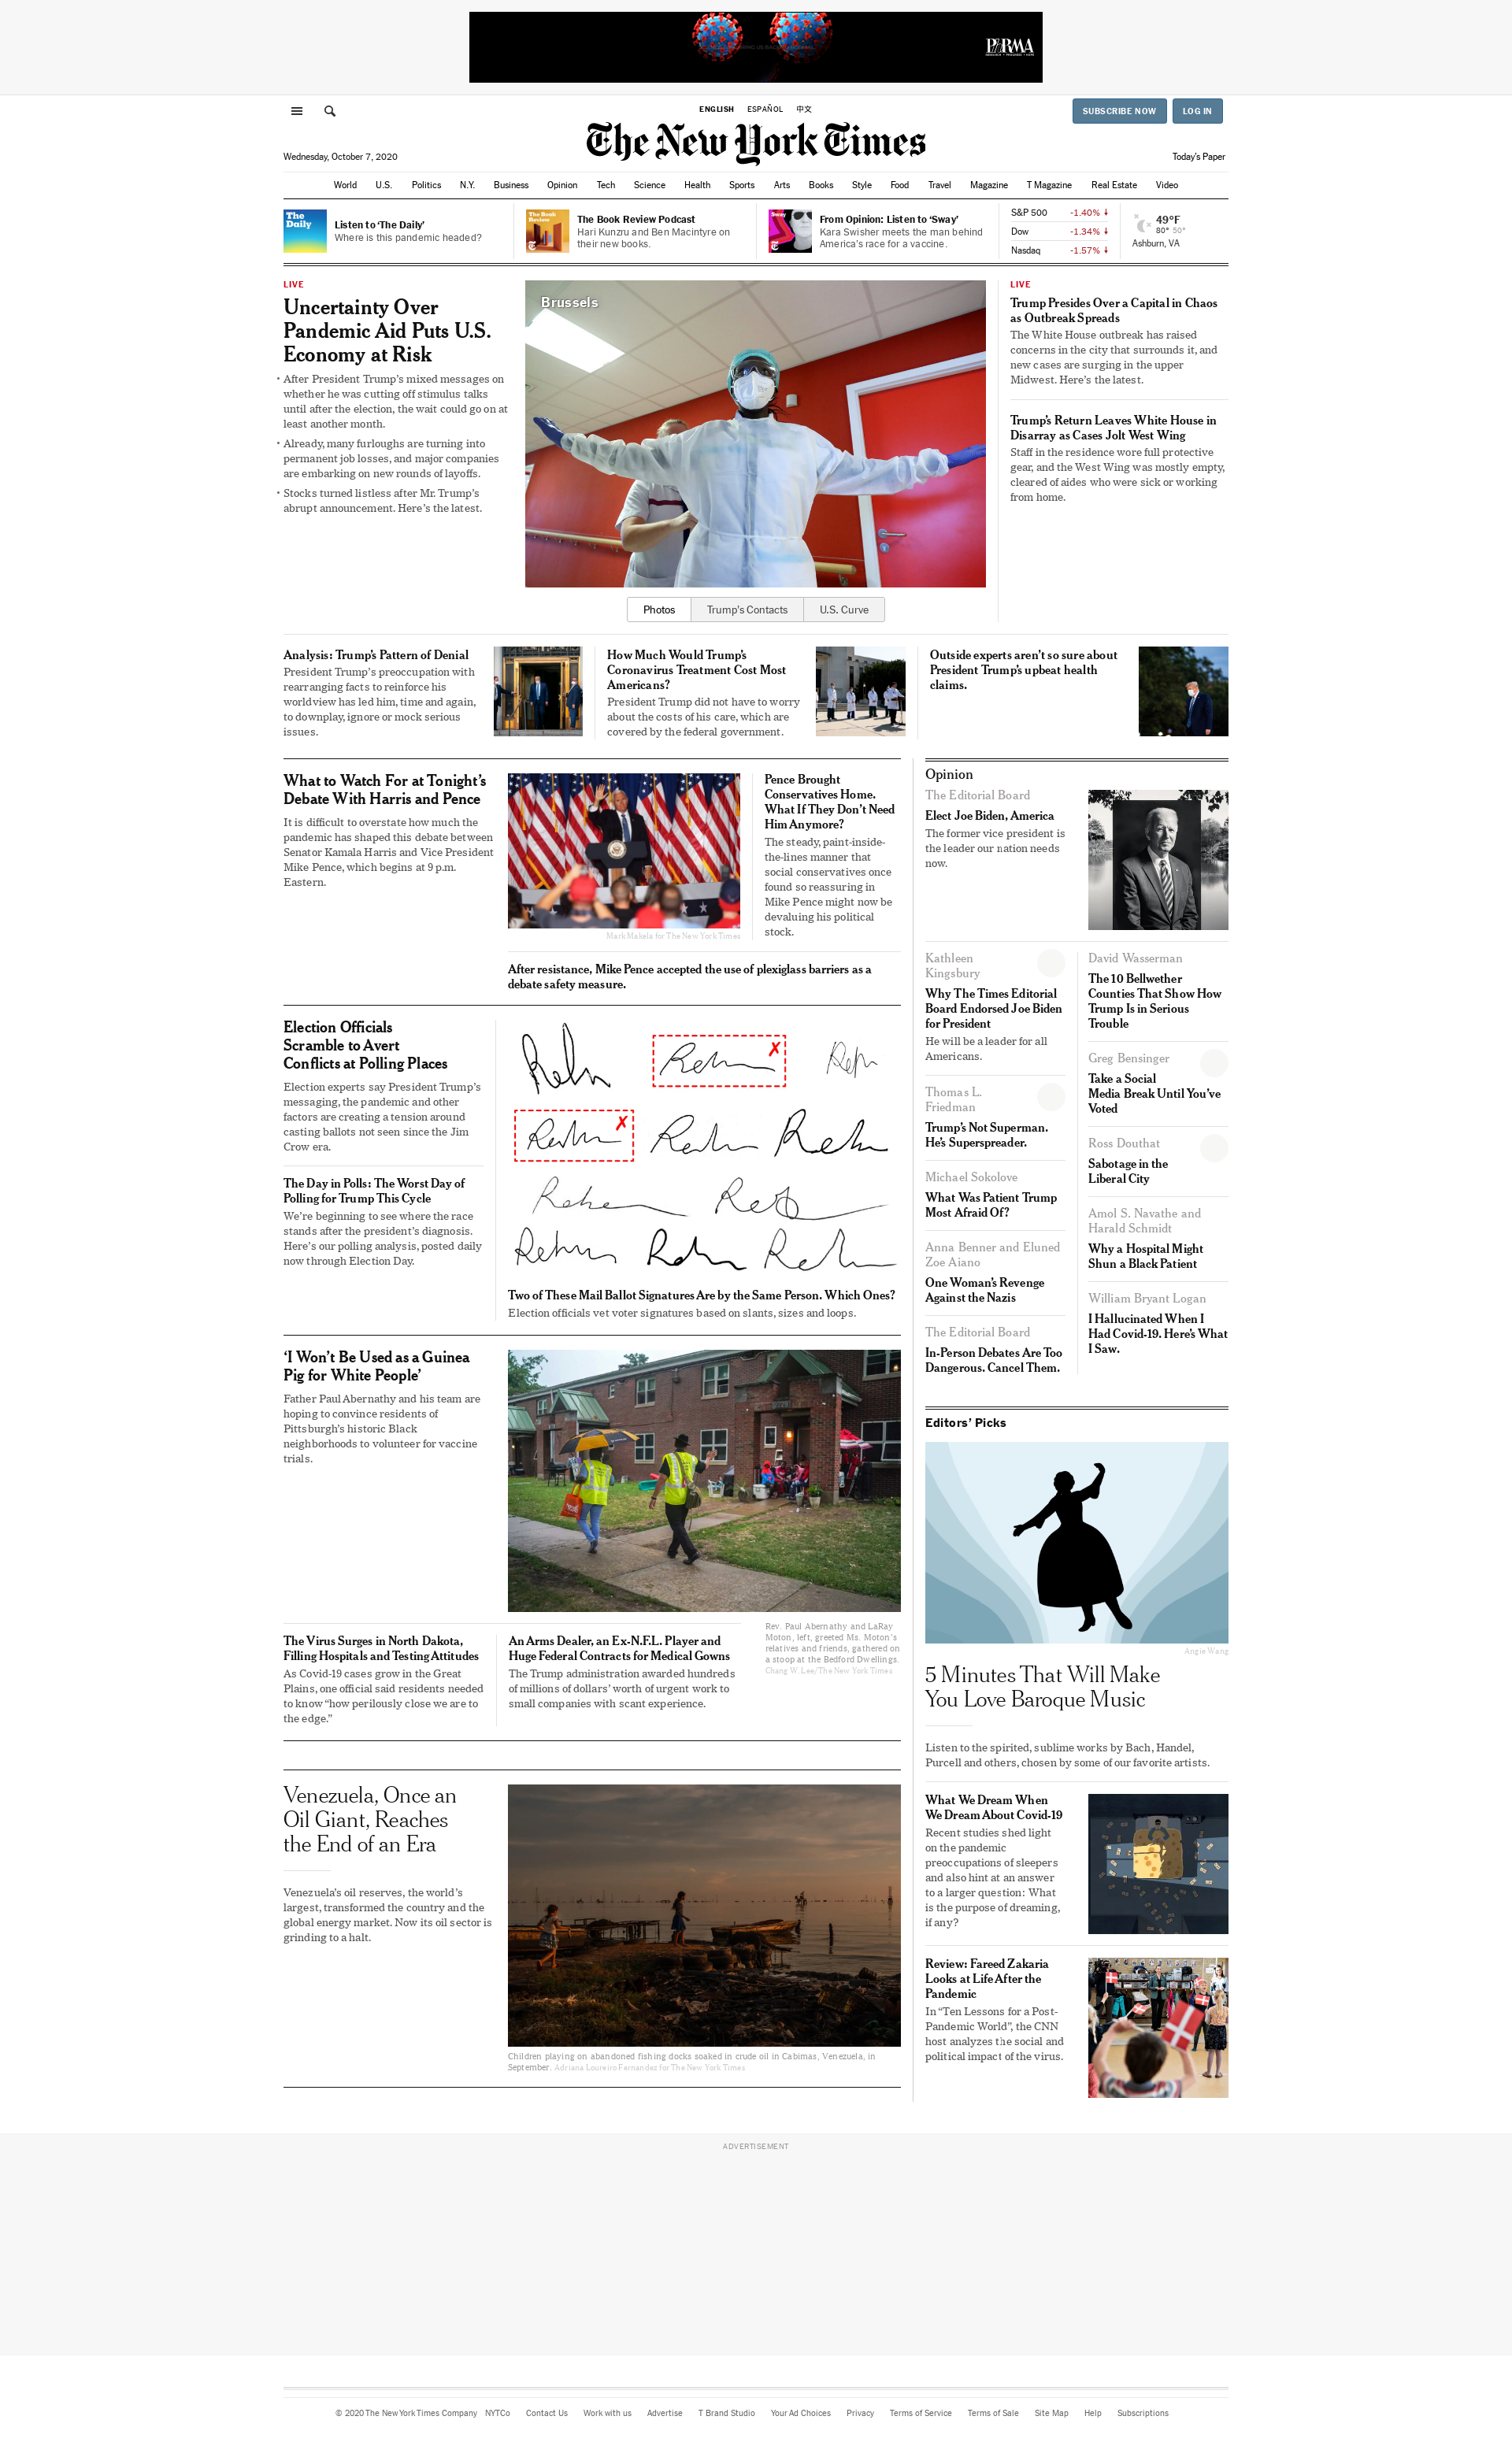 PhRMA
ENGLISH
ESPAÑOL
中文
SUBSCRIBE NOW
LOG IN
The New York Times
Wednesday, October 7, 2020
Today's Paper
World
U.S.
Politics
N.Y.
Business
Opinion
Tech
Science
Health
Sports
Arts
Books
Style
Food
Travel
Magazine
T Magazine
Real Estate
Video
The
Daily
Listen to ‘The Daily’
Where is this pandemic headed?
The Book
Review
The Book Review Podcast
Hari Kunzru and Ben Macintyre on
their new books.
Sway
From Opinion: Listen to ‘Sway’
Kara Swisher meets the man behind
America's race for a vaccine.
S&P 500 -1.40%
Dow -1.34%
Nasdaq -1.57%
49°F
80° 50°
Ashburn, VA
LIVE
Uncertainty Over
Pandemic Aid Puts U.S.
Economy at Risk
• After President Trump’s mixed messages on
whether he was cutting off stimulus talks
until after the election, the wait could go on at
least another month.
• Already, many furloughs are turning into
permanent job losses, and major companies
are embarking on new rounds of layoffs.
• Stocks turned listless after Mr. Trump’s
abrupt announcement. Here’s the latest.
Brussels
Photos
Trump's Contacts
U.S. Curve
LIVE
Trump Presides Over a Capital in Chaos
as Outbreak Spreads
The White House outbreak has raised
concerns in the city that surrounds it, and
new cases are surging in the upper
Midwest. Here’s the latest.
Trump’s Return Leaves White House in
Disarray as Cases Jolt West Wing
Staff in the residence wore full protective
gear, and the West Wing was mostly empty,
cleared of aides who were sick or working
from home.
Analysis: Trump’s Pattern of Denial
President Trump’s preoccupation with
rearranging facts to reinforce his
worldview has led him, time and again,
to downplay, ignore or mock serious
issues.
How Much Would Trump’s
Coronavirus Treatment Cost Most
Americans?
President Trump did not have to worry
about the costs of his care, which are
covered by the federal government.
Outside experts aren’t so sure about
President Trump’s upbeat health
claims.
What to Watch For at Tonight’s
Debate With Harris and Pence
It is difficult to overstate how much the
pandemic has shaped this debate between
Senator Kamala Harris and Vice President
Mike Pence, which begins at 9 p.m.
Eastern.
Mark Makela for The New York Times
Pence Brought
Conservatives Home.
What If They Don’t Need
Him Anymore?
The steady, paint-inside-
the-lines manner that
social conservatives once
found so reassuring in
Mike Pence might now be
devaluing his political
stock.
After resistance, Mike Pence accepted the use of plexiglass barriers as a
debate safety measure.
Election Officials
Scramble to Avert
Conflicts at Polling Places
Election experts say President Trump’s
messaging, the pandemic and other
factors are creating a tension around
casting ballots not seen since the Jim
Crow era.
The Day in Polls: The Worst Day of
Polling for Trump This Cycle
We’re beginning to see where the race
stands after the president’s diagnosis.
Here’s our polling analysis, posted daily
now through Election Day.
Two of These Mail Ballot Signatures Are by the Same Person. Which Ones?
Election officials vet voter signatures based on slants, sizes and loops.
‘I Won’t Be Used as a Guinea
Pig for White People’
Father Paul Abernathy and his team are
hoping to convince residents of
Pittsburgh’s historic Black
neighborhoods to volunteer for vaccine
trials.
Rev. Paul Abernathy and LaRay
Moton, left, greeted Ms. Moton’s
relatives and friends, gathered on
a stoop at the Bedford Dwellings.
Chang W. Lee/The New York Times
The Virus Surges in North Dakota,
Filling Hospitals and Testing Attitudes
As Covid-19 cases grow in the Great
Plains, one official said residents needed
to know “how perilously close we are to
the edge.”
An Arms Dealer, an Ex-N.F.L. Player and
Huge Federal Contracts for Medical Gowns
The Trump administration awarded hundreds
of millions of dollars’ worth of urgent work to
small companies with scant experience.
Venezuela, Once an
Oil Giant, Reaches
the End of an Era
Venezuela’s oil reserves, the world’s
largest, transformed the country and the
global energy market. Now its oil sector is
grinding to a halt.
Children playing on abandoned fishing docks soaked in crude oil in Cabimas, Venezuela, in
September. Adriana Loureiro Fernandez for The New York Times
Opinion
The Editorial Board
Elect Joe Biden, America
The former vice president is
the leader our nation needs
now.
Kathleen
Kingsbury
Why The Times Editorial
Board Endorsed Joe Biden
for President
He will be a leader for all
Americans.
Thomas L.
Friedman
Trump’s Not Superman.
He’s Superspreader.
Michael Sokolove
What Was Patient Trump
Most Afraid Of?
Anna Benner and Eluned
Zoe Aiano
One Woman’s Revenge
Against the Nazis
The Editorial Board
In-Person Debates Are Too
Dangerous. Cancel Them.
David Wasserman
The 10 Bellwether
Counties That Show How
Trump Is in Serious
Trouble
Greg Bensinger
Take a Social
Media Break Until You’ve
Voted
Ross Douthat
Sabotage in the
Liberal City
Amol S. Navathe and
Harald Schmidt
Why a Hospital Might
Shun a Black Patient
William Bryant Logan
I Hallucinated When I
Had Covid-19. Here’s What
I Saw.
Editors’ Picks
Angie Wang
5 Minutes That Will Make
You Love Baroque Music
Listen to the spirited, sublime works by Bach, Handel,
Purcell and others, chosen by some of our favorite artists.
What We Dream When
We Dream About Covid-19
Recent studies shed light
on the pandemic
preoccupations of sleepers
and also hint at an answer
to a larger question: What
is the purpose of dreaming,
if any?
Review: Fareed Zakaria
Looks at Life After the
Pandemic
In “Ten Lessons for a Post-
Pandemic World”, the CNN
host analyzes the social and
political impact of the virus.
ADVERTISEMENT
© 2020 The New York Times Company
NYTCo
Contact Us
Work with us
Advertise
T Brand Studio
Your Ad Choices
Privacy
Terms of Service
Terms of Sale
Site Map
Help
Subscriptions